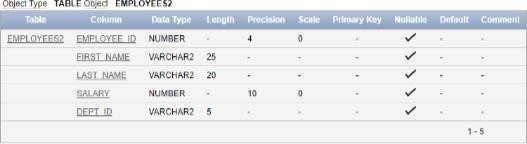 Object Type TABLE Object EMPLOYEES2
Table Column Data Type Length Precision Scale Primary Key Nullable Default Comment
EMPLOYEES2 EMPLOYEE_ID NUMBER - 4 0 - ✓ - -
FIRST_NAME VARCHAR2 25 - - - ✓ - -
LAST_NAME VARCHAR2 20 - - - ✓ - -
SALARY NUMBER - 10 0 - ✓ - -
DEPT_ID VARCHAR2 5 - - - ✓ - -
1 - 5